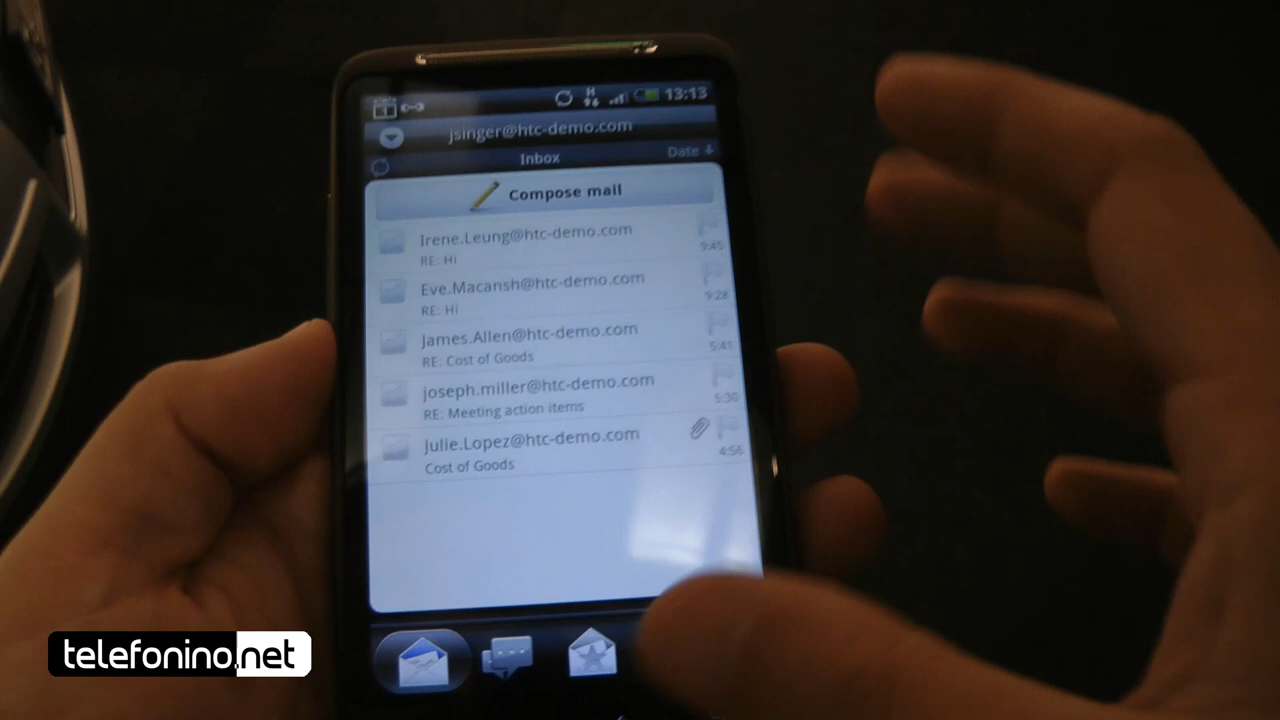 H 13:13
jsinger@htc-demo.com
Inbox Date
Compose mail
Irene.Leung@htc-demo.com
RE: Hi 9:45
Eve.Macansh@htc-demo.com
RE: Hi 9:28
James.Allen@htc-demo.com
RE: Cost of Goods 5:41
joseph.miller@htc-demo.com
RE: Meeting action items 5:30
Julie.Lopez@htc-demo.com
Cost of Goods 4:56
telefonino.net